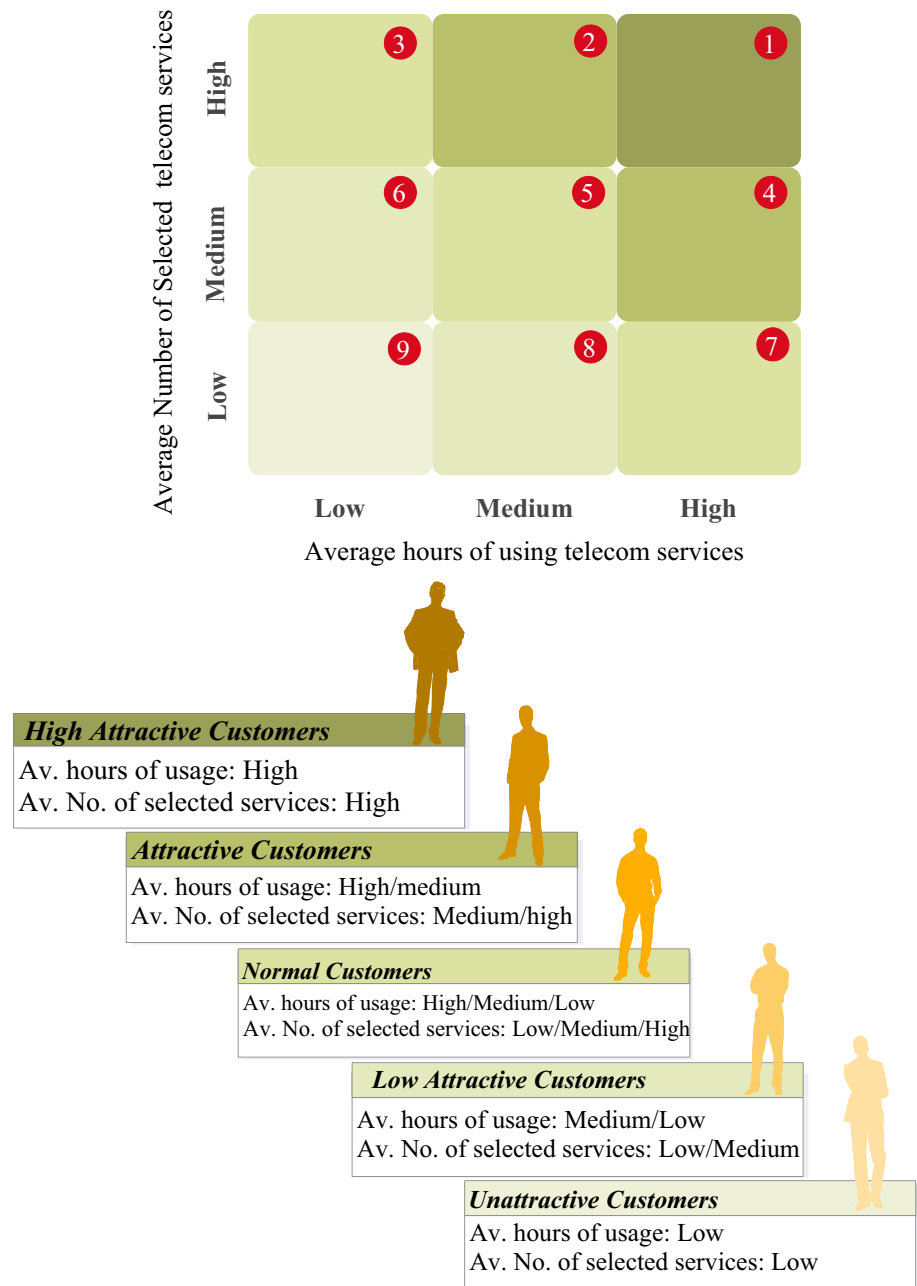 Average Number of Selected telecom services
High
Medium
Low
3
2
1
6
5
4
9
8
7
Low Medium High
Average hours of using telecom services
High Attractive Customers
Av. hours of usage: High
Av. No. of selected services: High
Attractive Customers
Av. hours of usage: High/medium
Av. No. of selected services: Medium/high
Normal Customers
Av. hours of usage: High/Medium/Low
Av. No. of selected services: Low/Medium/High
Low Attractive Customers
Av. hours of usage: Medium/Low
Av. No. of selected services: Low/Medium
Unattractive Customers
Av. hours of usage: Low
Av. No. of selected services: Low